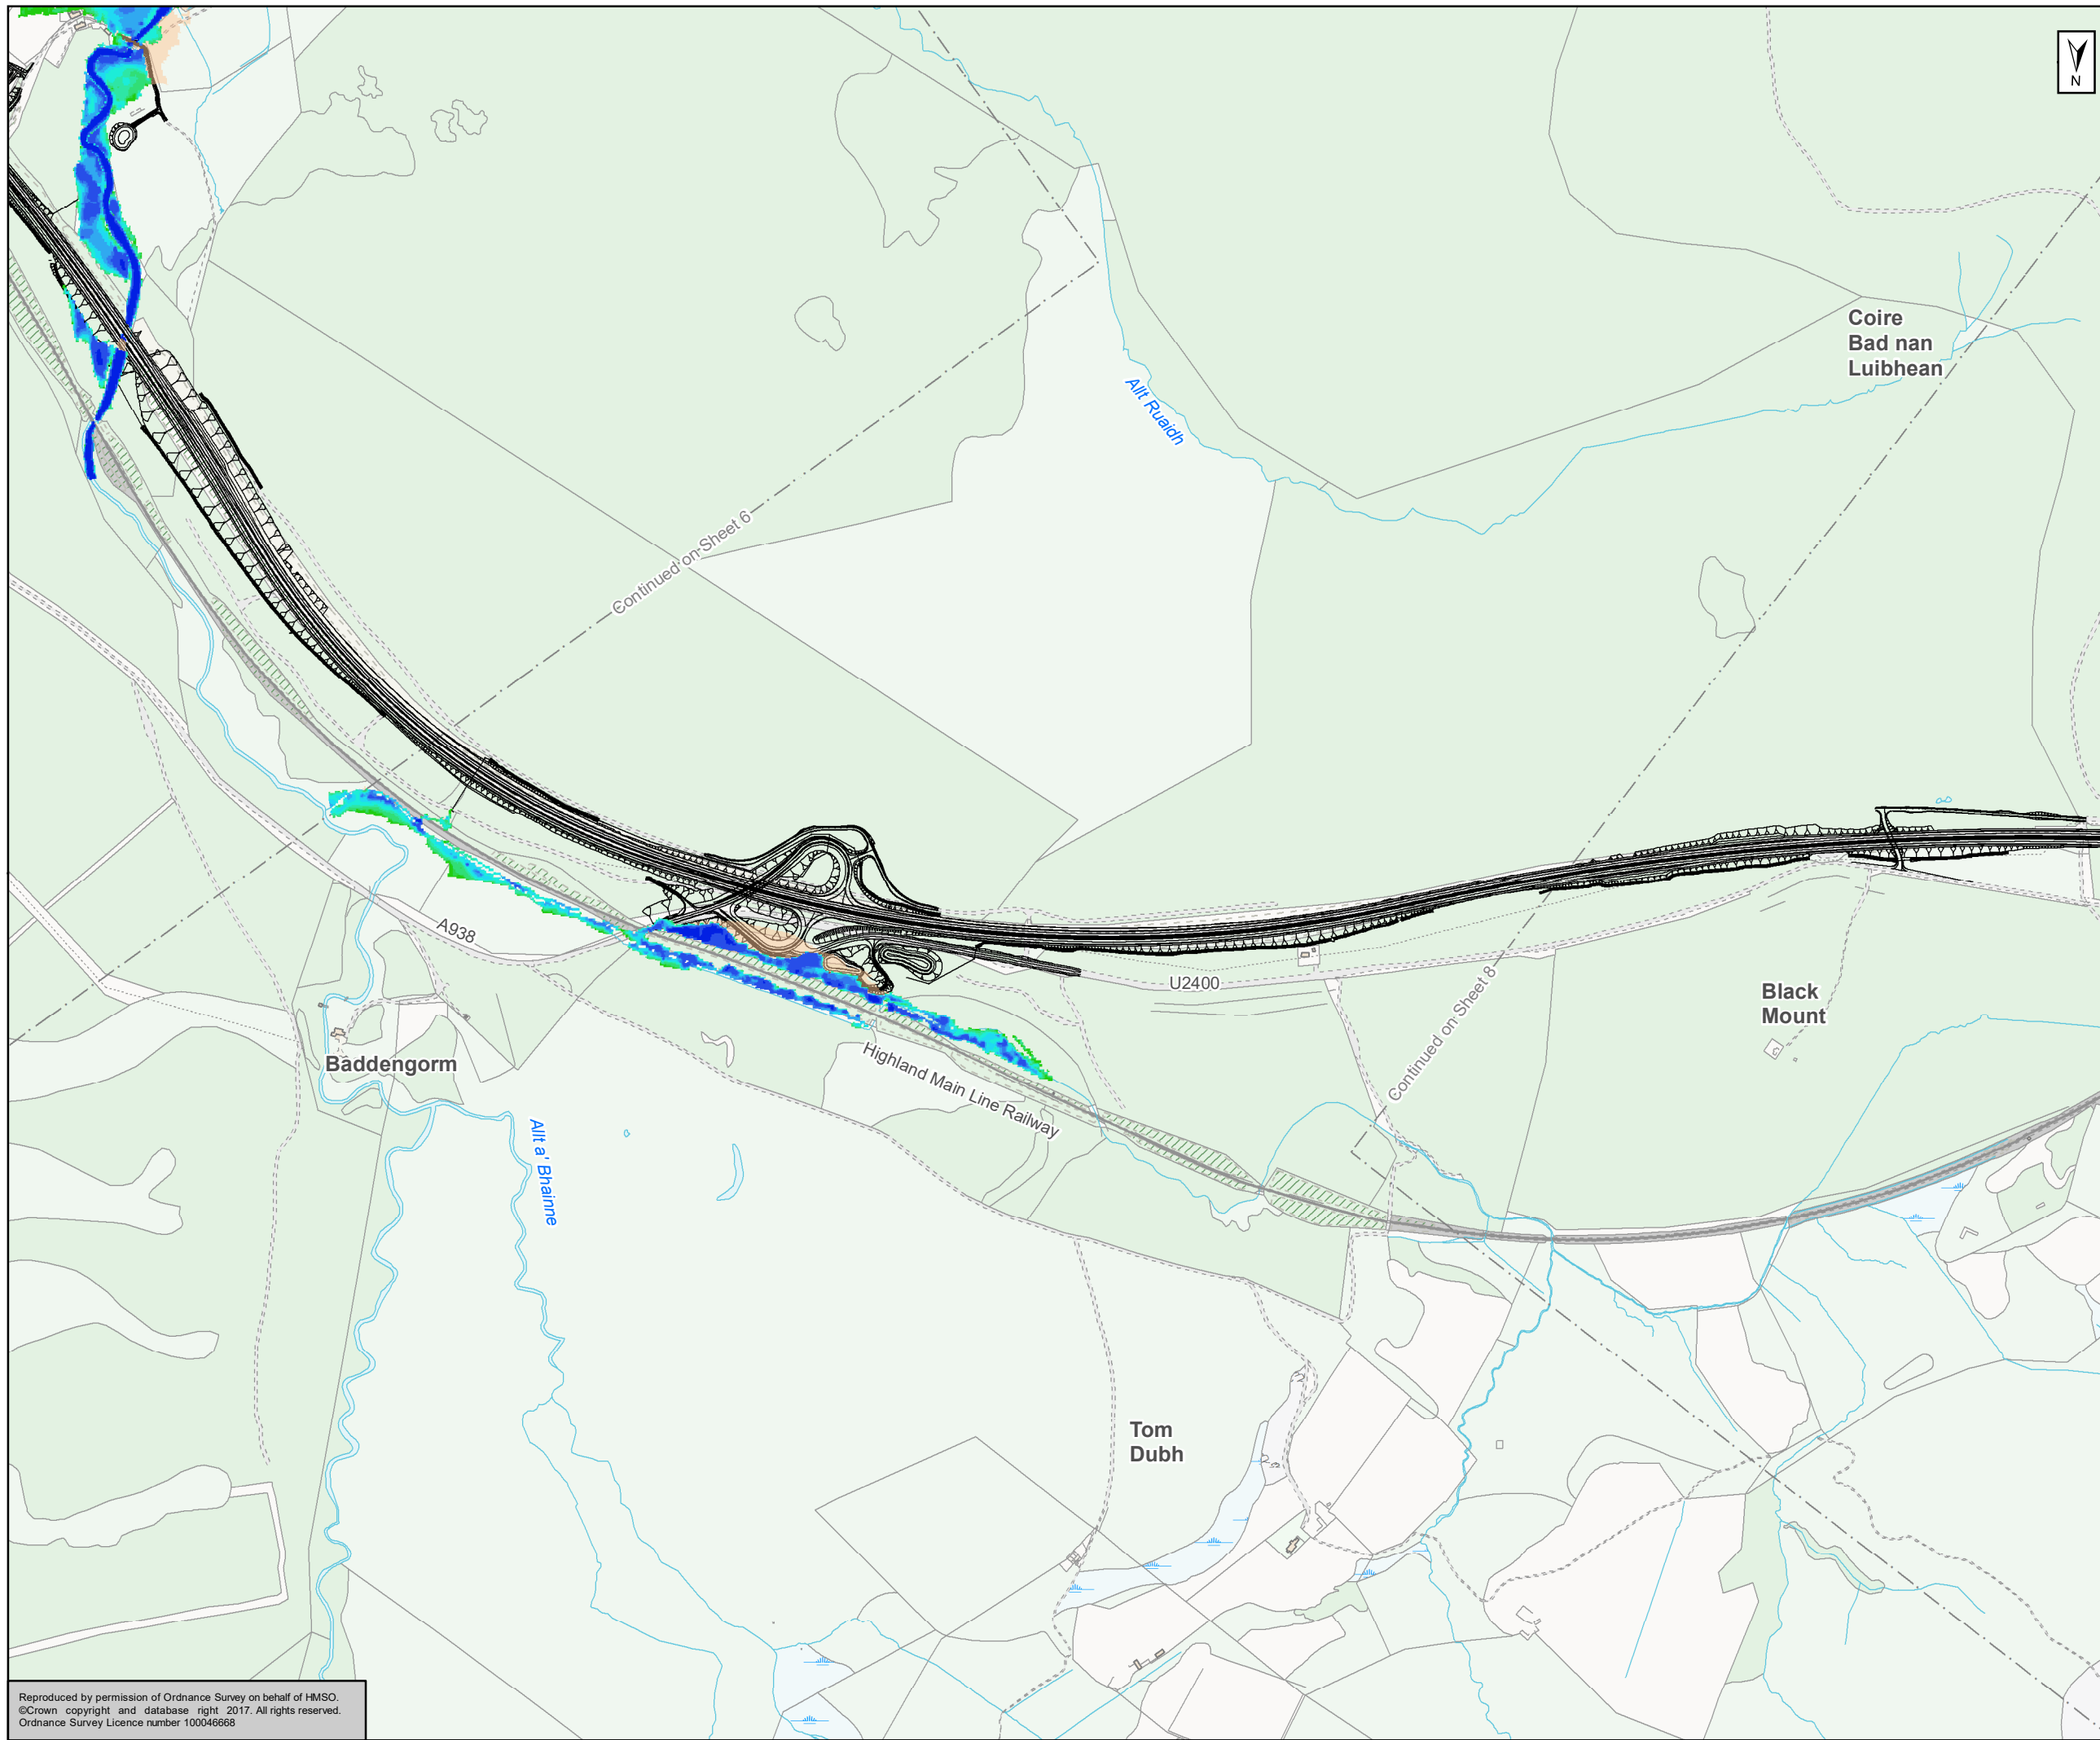 N
Coire
Bad nan
Luibhean
Allt Ruaidh
Continued on Sheet 6
A938
U2400
Continued on Sheet 8
Black
Mount
Highland Main Line Railway
Baddengorm
Allt a' Bhainne
Tom
Dubh
Reproduced by permission of Ordnance Survey on behalf of HMSO.
©Crown copyright and database right 2017. All rights reserved.
Ordnance Survey Licence number 100046668